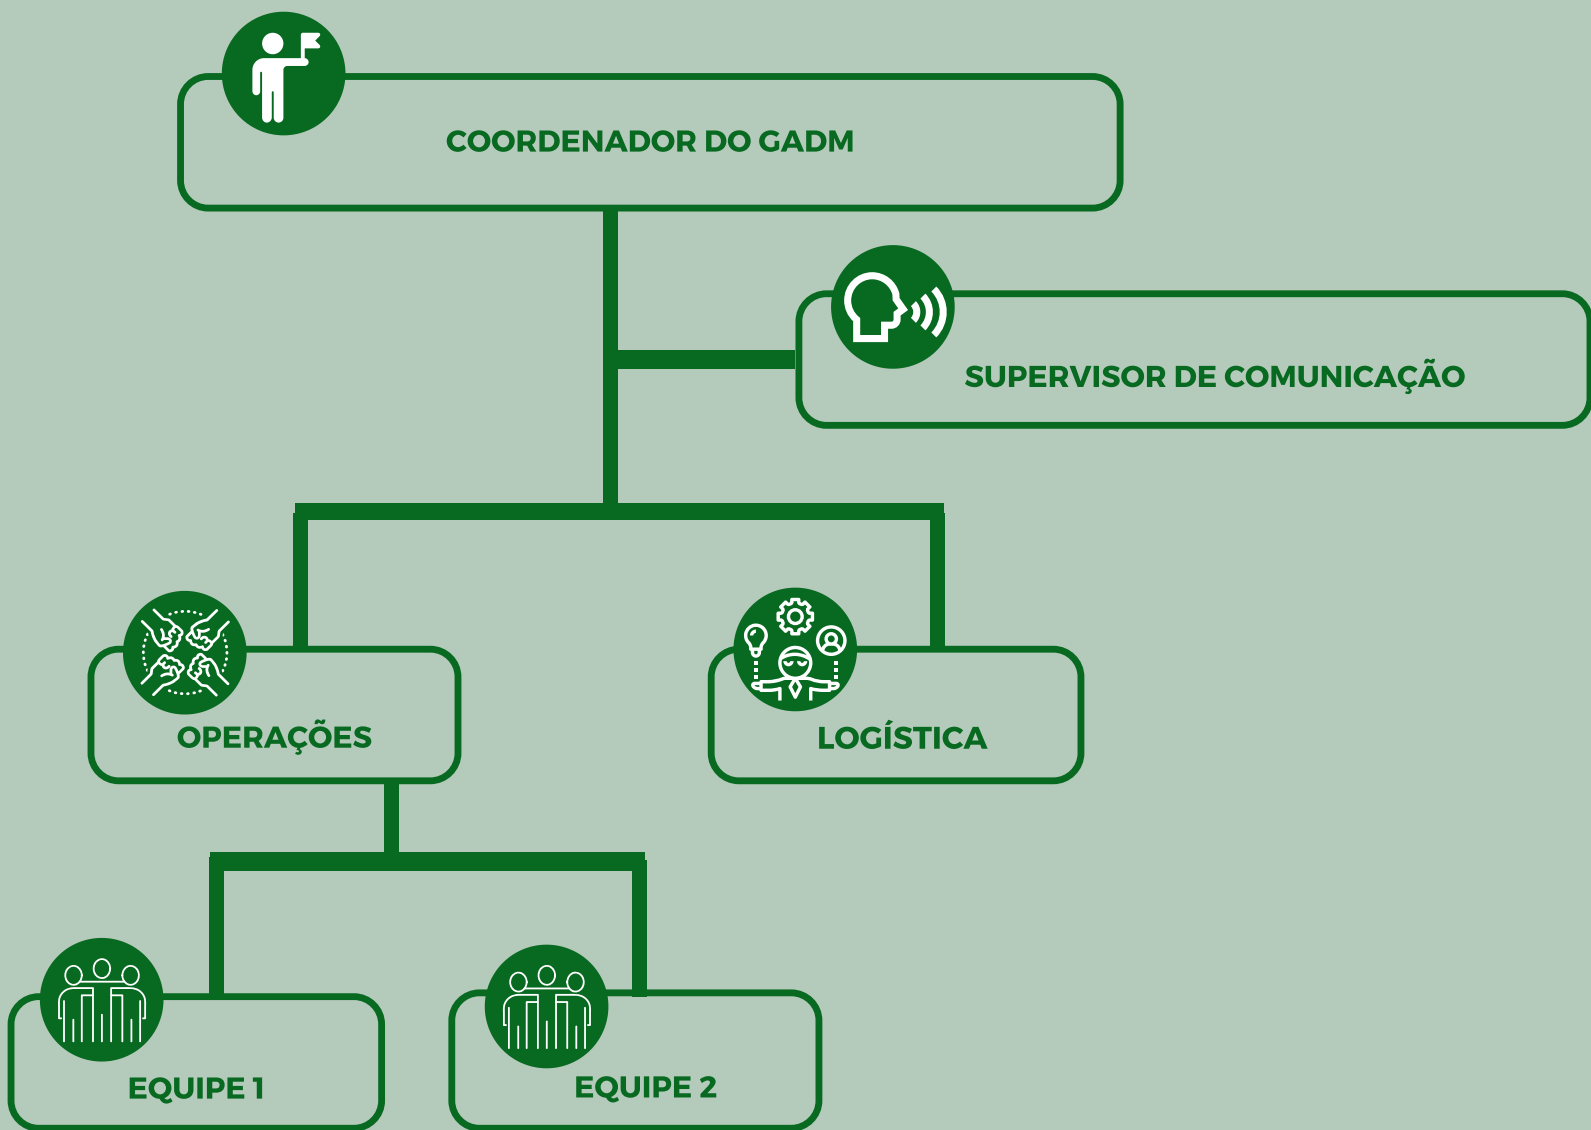 COORDENADOR DO GADM
SUPERVISOR DE COMUNICAÇÃO
OPERAÇÕES
LOGÍSTICA
EQUIPE 1
EQUIPE 2